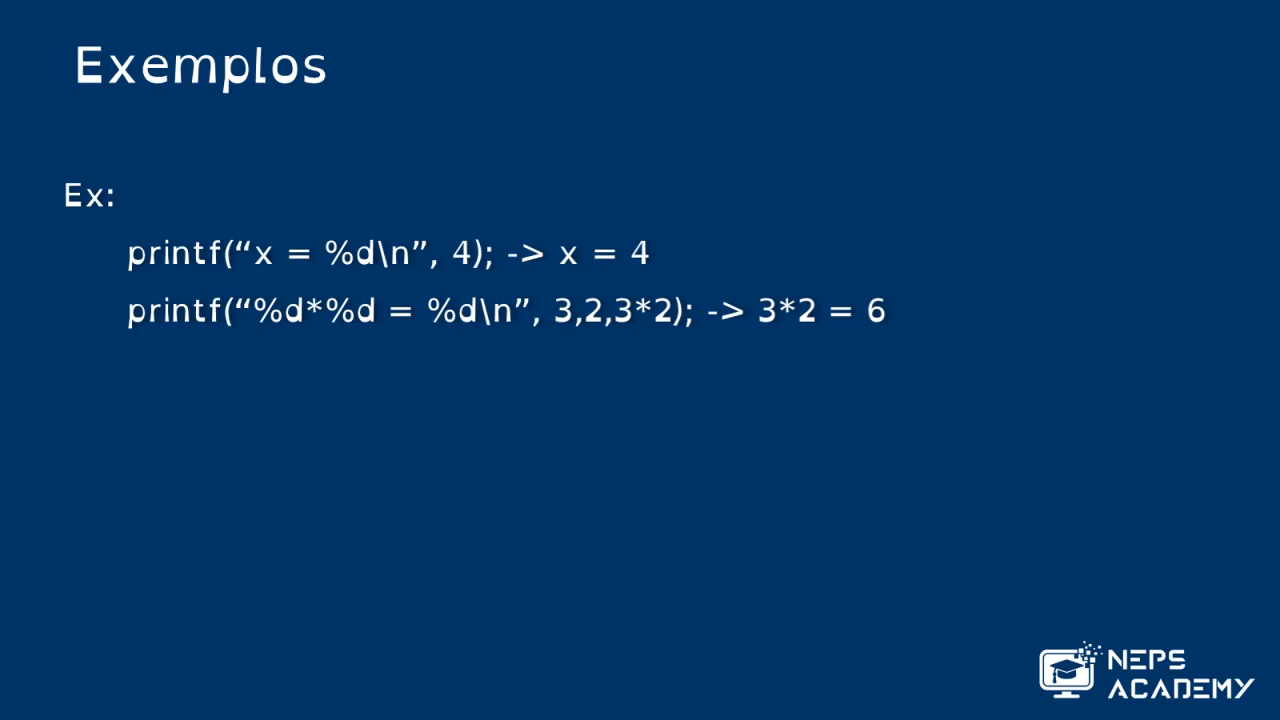 Exemplos
Ex:
printf(“x = %d\n”, 4); -> x = 4
printf(“%d*%d = %d\n”, 3,2,3*2); -> 3*2 = 6
NEPS
ACADEMY